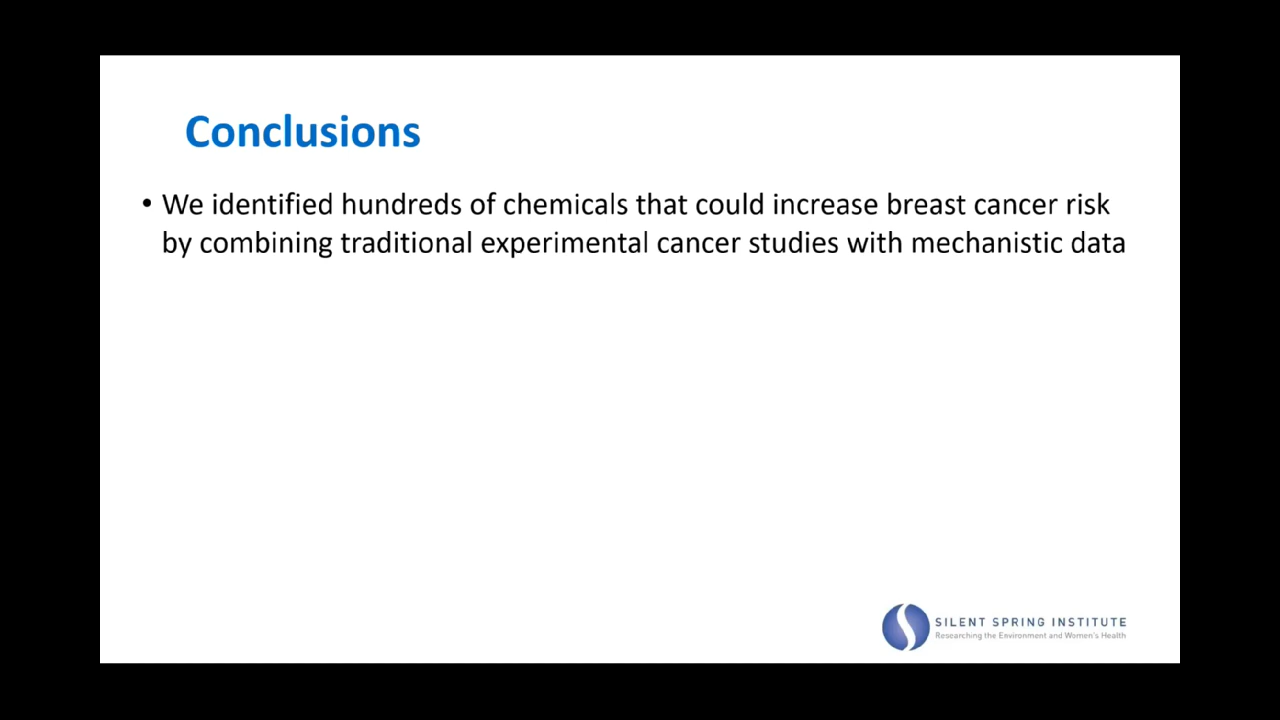 Conclusions
• We identified hundreds of chemicals that could increase breast cancer risk
by combining traditional experimental cancer studies with mechanistic data
SILENT SPRING INSTITUTE
Researching the Environment and Women's Health